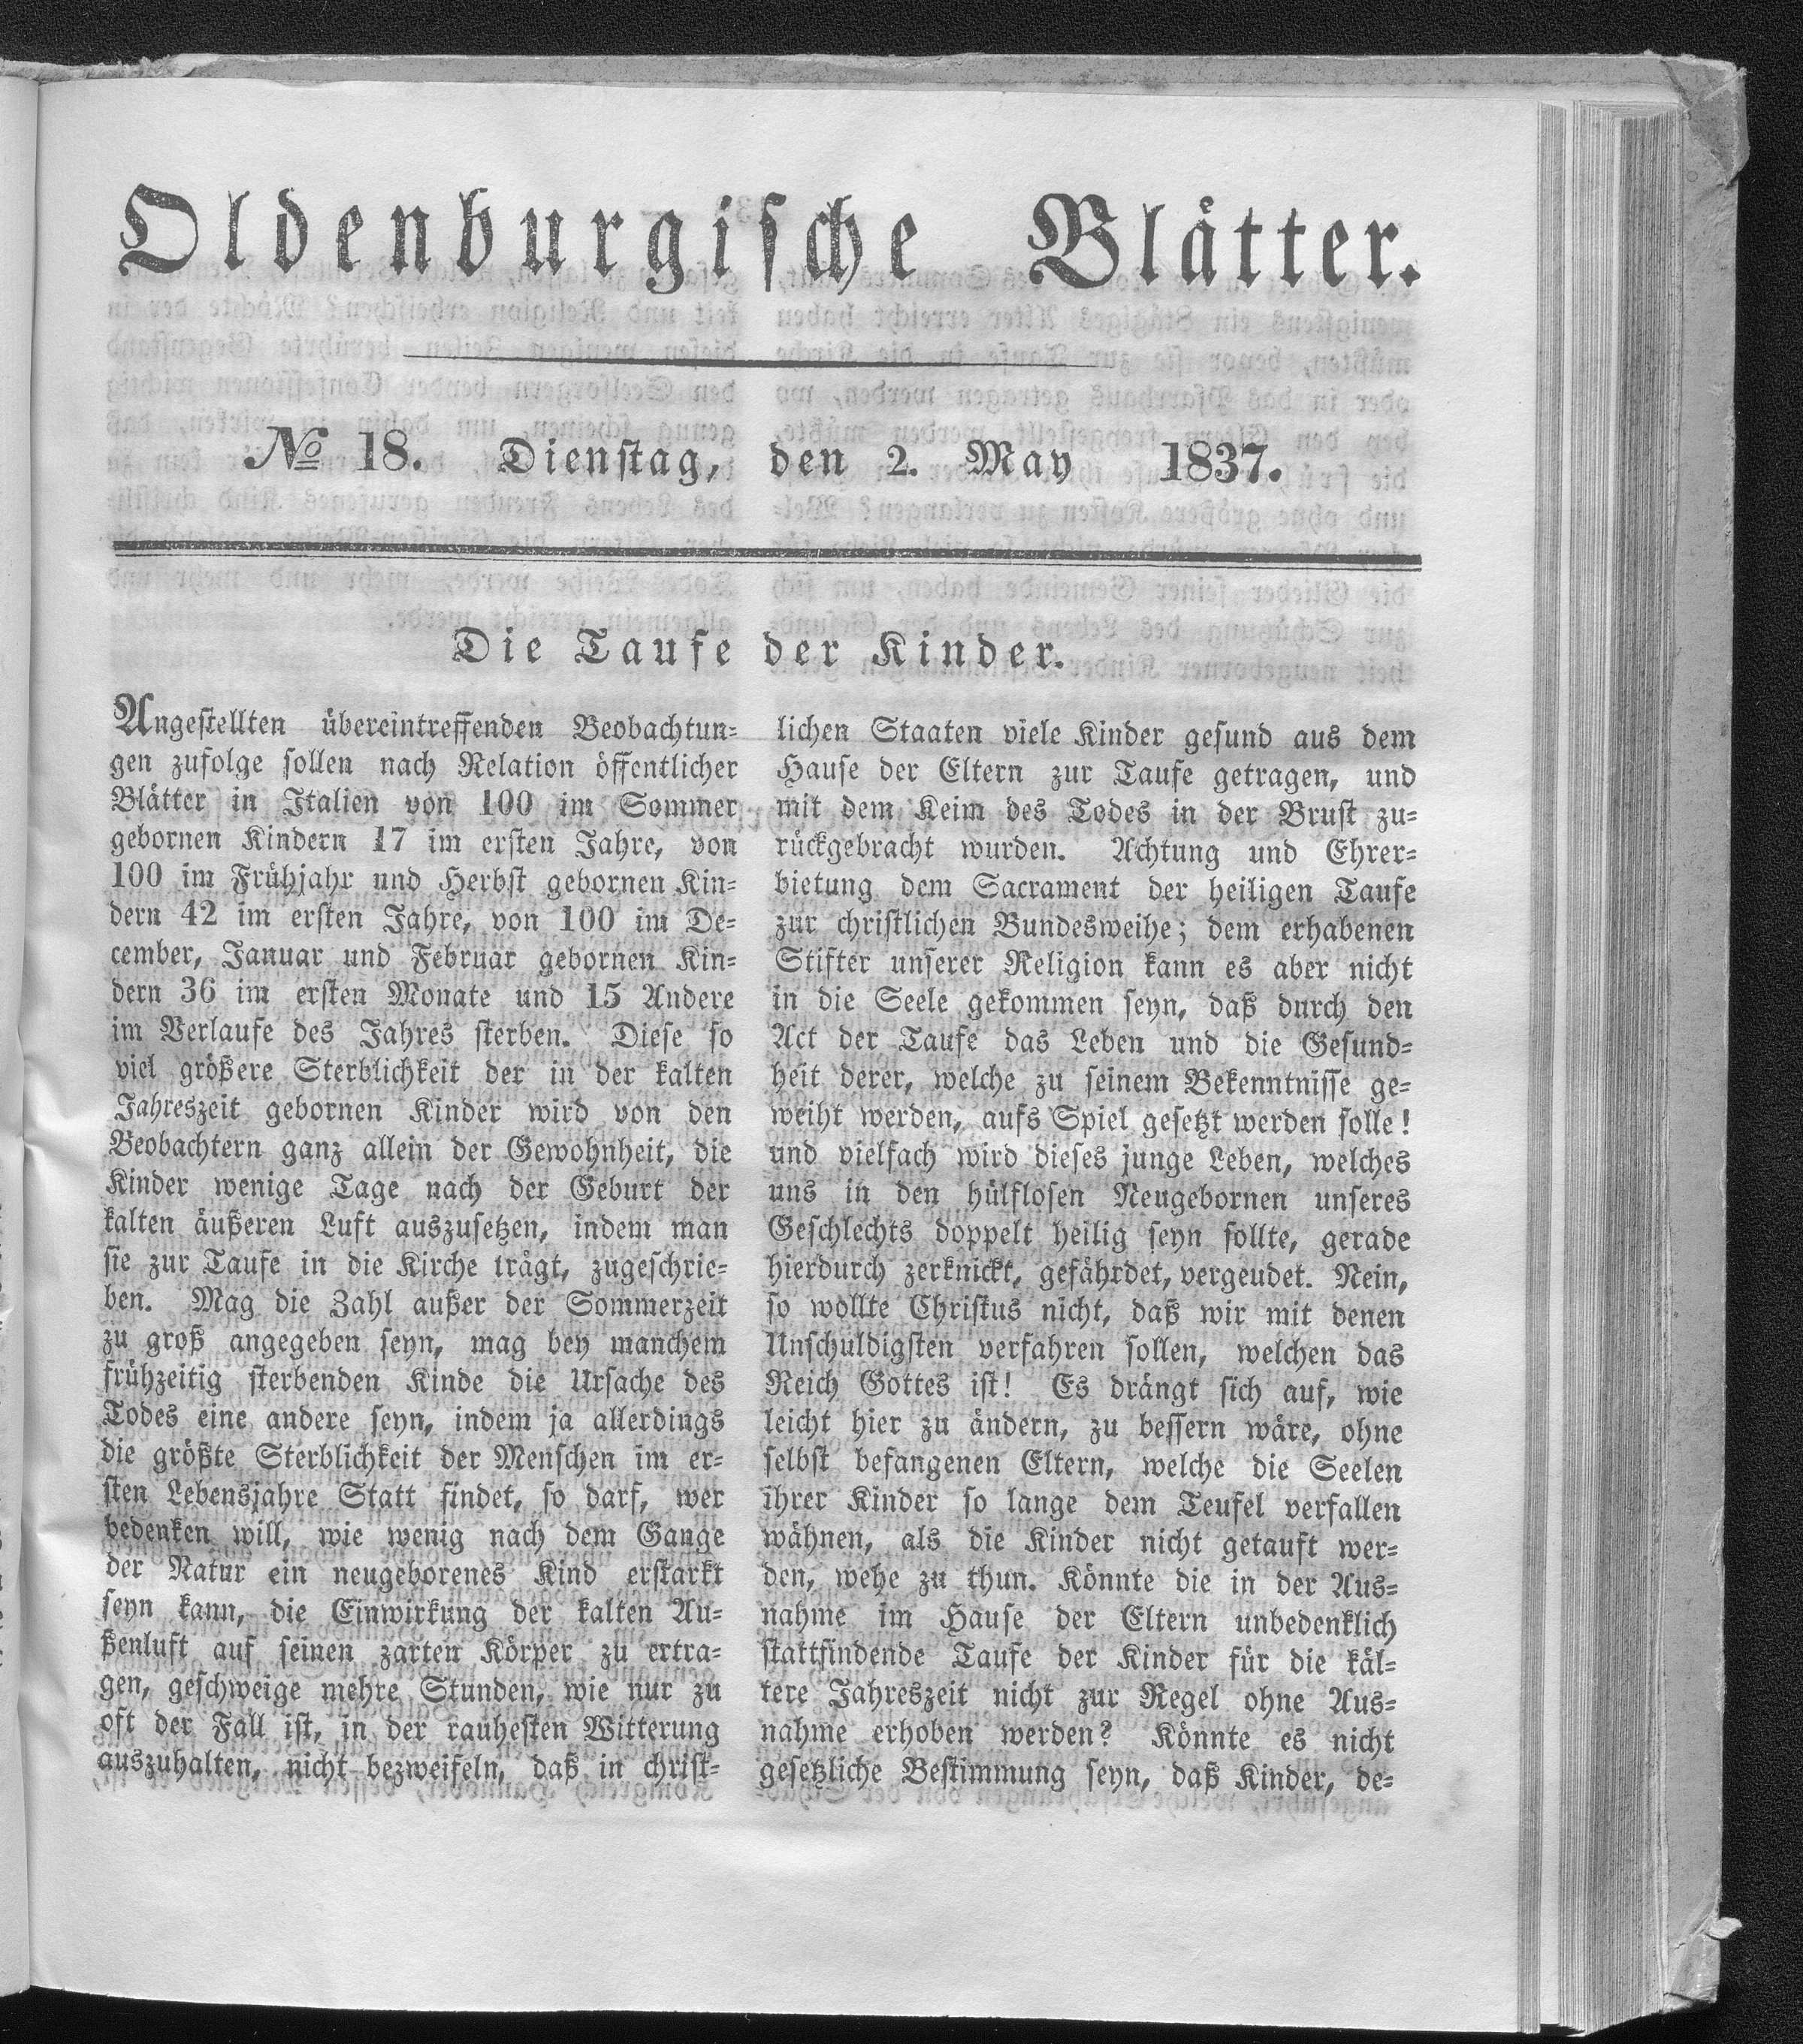 Oldenburgische Blätter.
No 18. Dienstag, den 2. May 1837.
Die Taufe der Kinder.
Angestellten übereintreffenden Beobachtun=
gen zufolge sollen nach Relation öffentlicher
Blätter in Italien von 100 im Sommer
gebornen Kindern 17 im ersten Jahre, von
100 im Frühjahr und Herbst gebornen Kin=
dern 42 im ersten Jahre, von 100 im De=
cember, Januar und Februar gebornen Kin=
dern 36 im ersten Monate und 15 Andere
im Verlaufe des Jahres sterben. Diese so
viel größere Sterblichkeit der in der kalten
Jahreszeit gebornen Kinder wird von den
Beobachtern ganz allein der Gewohnheit, die
Kinder wenige Tage nach der Geburt der
kalten äußeren Luft auszusetzen, indem man
sie zur Taufe in die Kirche trägt, zugeschrie=
ben. Mag die Zahl außer der Sommerzeit
zu groß angegeben seyn, mag bey manchem
frühzeitig sterbenden Kinde die Ursache des
Todes eine andere seyn, indem ja allerdings
die größte Sterblichkeit der Menschen im er=
sten Lebensjahre Statt findet, so darf, wer
bedenken will, wie wenig nach dem Gange
der Natur ein neugeborenes Kind erstarkt
seyn kann, die Einwirkung der kalten Au=
ßenluft auf seinen zarten Körper zu ertra=
gen, geschweige mehre Stunden, wie nur zu
oft der Fall ist, in der rauhesten Witterung
auszuhalten, nicht bezweifeln, daß in christ=
lichen Staaten viele Kinder gesund aus dem
Hause der Eltern zur Taufe getragen, und
mit dem Keim des Todes in der Brust zu=
rückgebracht wurden. Achtung und Ehrer=
bietung dem Sacrament der heiligen Taufe
zur christlichen Bundesweihe; dem erhabenen
Stifter unserer Religion kann es aber nicht
in die Seele gekommen seyn, daß durch den
Act der Taufe das Leben und die Gesund=
heit derer, welche zu seinem Bekenntnisse ge=
weiht werden, aufs Spiel gesetzt werden solle!
und vielfach wird dieses junge Leben, welches
uns in den hülflosen Neugebornen unseres
Geschlechts doppelt heilig seyn sollte, gerade
hierdurch zerknickt, gefährdet, vergeudet. Nein,
so wollte Christus nicht, daß wir mit denen
Unschuldigsten verfahren sollen, welchen das
Reich Gottes ist! Es drängt sich auf, wie
leicht hier zu ändern, zu bessern wäre, ohne
selbst befangenen Eltern, welche die Seelen
ihrer Kinder so lange dem Teufel verfallen
wähnen, als die Kinder nicht getauft wer=
den, wehe zu thun. Könnte die in der Aus=
nahme im Hause der Eltern unbedenklich
stattfindende Taufe der Kinder für die käl=
tere Jahreszeit nicht zur Regel ohne Aus=
nahme erhoben werden? Könnte es nicht
gesetzliche Bestimmung seyn, daß Kinder, de=